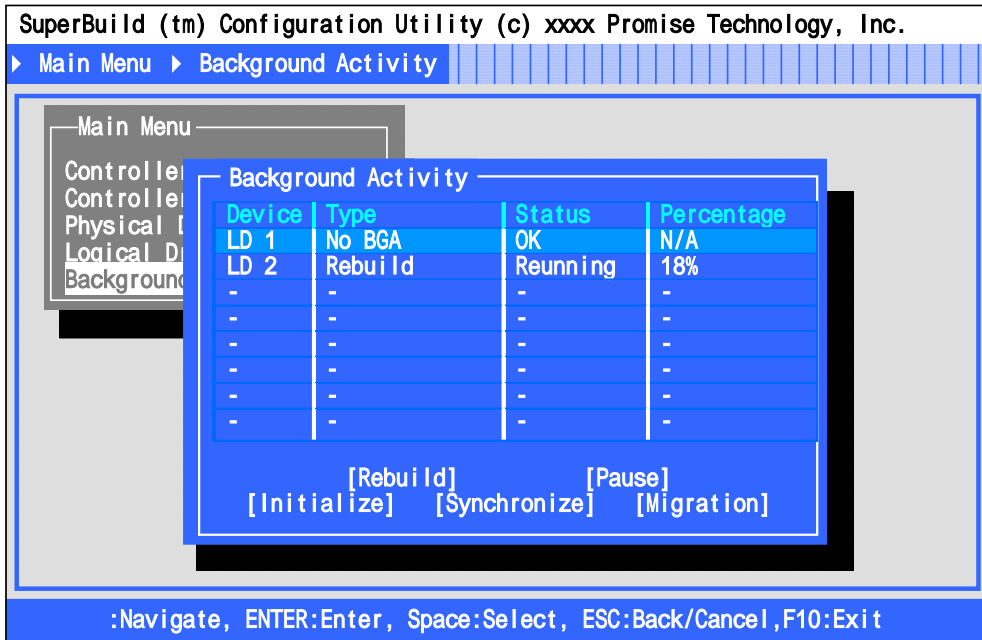 SuperBuild (tm) Configuration Utility (c) xxxx Promise Technology, Inc.
Main Menu Background Activity
Main Menu
Controller
Controller
Physical D
Logical Dr
Background
Background Activity
Device Type Status Percentage
LD 1 No BGA OK N/A
LD 2 Rebuild Reunning 18%
- - - -
- - - -
- - - -
- - - -
- - - -
- - - -
[Rebuild] [Pause]
[Initialize] [Synchronize] [Migration]
:Navigate, ENTER:Enter, Space:Select, ESC:Back/Cancel,F10:Exit